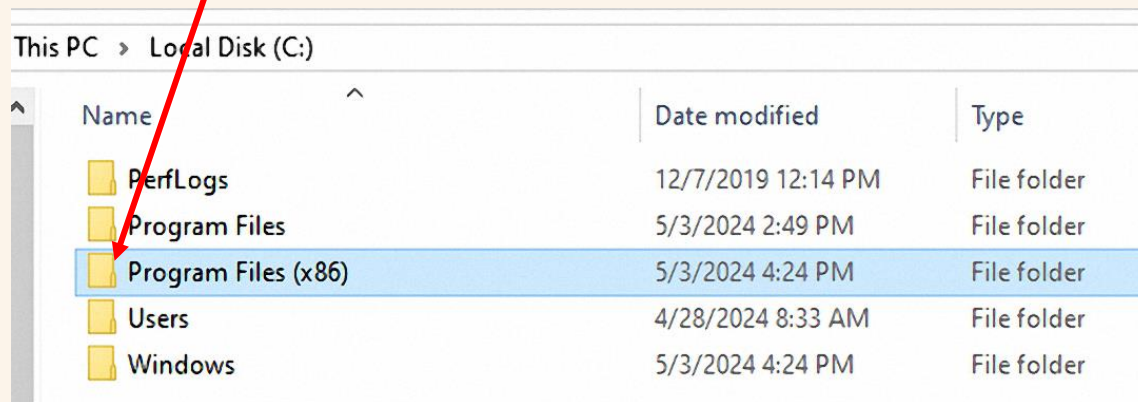 This PC > Local Disk (C:)
Name Date modified Type
PerfLogs 12/7/2019 12:14 PM File folder
Program Files 5/3/2024 2:49 PM File folder
Program Files (x86) 5/3/2024 4:24 PM File folder
Users 4/28/2024 8:33 AM File folder
Windows 5/3/2024 4:24 PM File folder